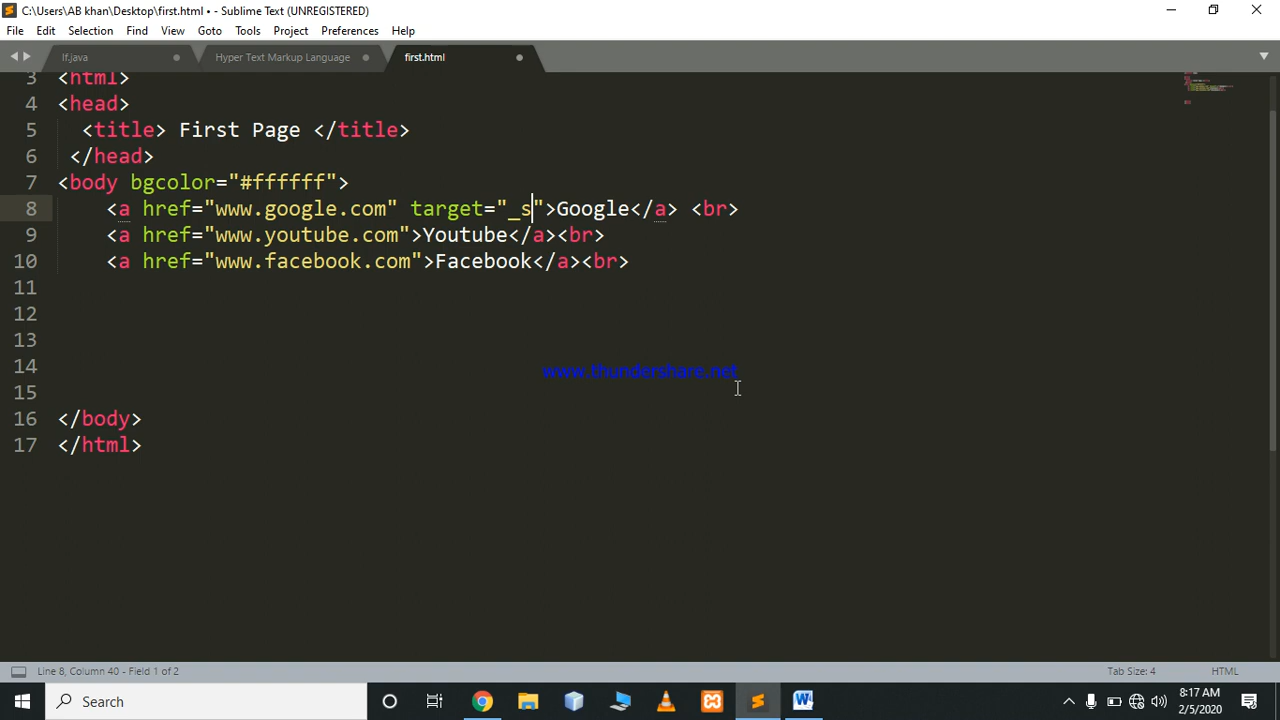 C:\Users\AB khan\Desktop\first.html • - Sublime Text (UNREGISTERED)
File Edit Selection Find View Goto Tools Project Preferences Help
If.java Hyper Text Markup Language first.html
3 <html>
4 <head>
5 <title> First Page </title>
6 </head>
7 <body bgcolor="#ffffff">
8 <a href="www.google.com" target="_s">Google</a> <br>
9 <a href="www.youtube.com">Youtube</a><br>
10 <a href="www.facebook.com">Facebook</a><br>
11
12
13
14
www.thundershare.net
15
16 </body>
17 </html>
Line 8, Column 40 - Field 1 of 2 Tab Size: 4 HTML
Search
8:17 AM
2/5/2020